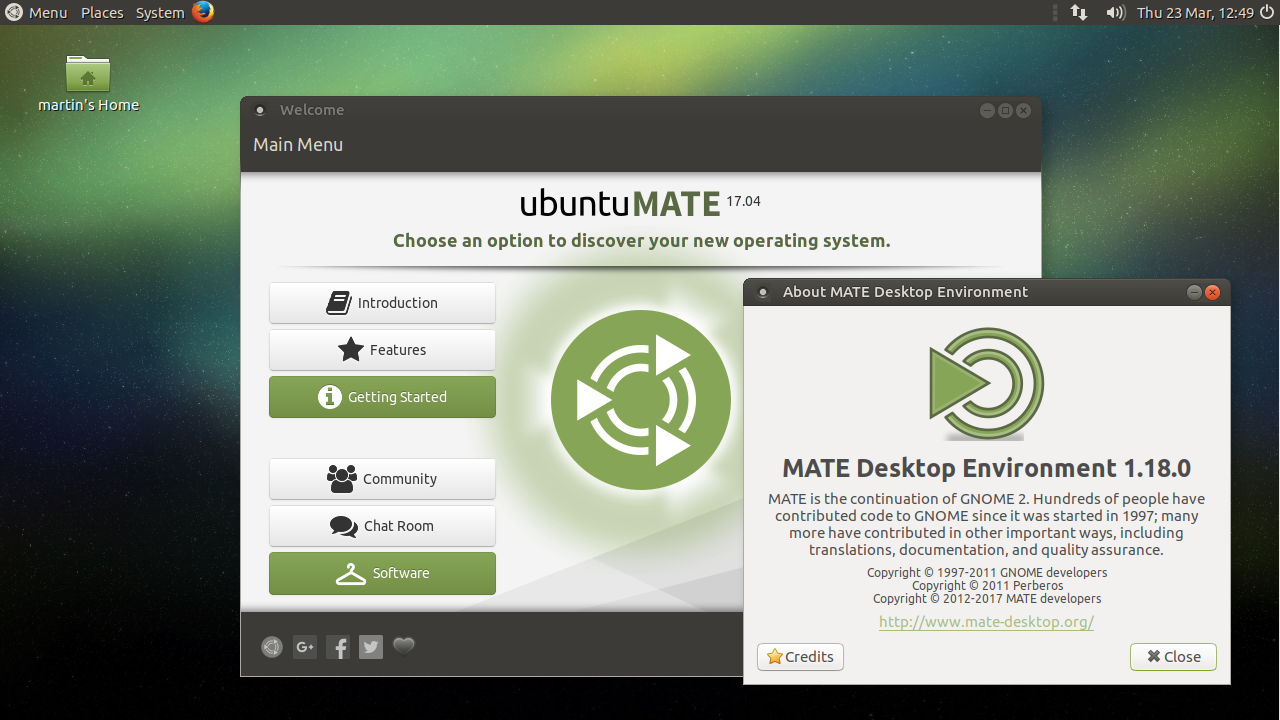 Menu Places System
Thu 23 Mar, 12:49
martin's Home
Welcome
Main Menu
ubuntu MATE 17.04
Choose an option to discover your new operating system.
Introduction
Features
Getting Started
Community
Chat Room
Software
About MATE Desktop Environment
MATE Desktop Environment 1.18.0
MATE is the continuation of GNOME 2. Hundreds of people have
contributed code to GNOME since it was started in 1997; many
more have contributed in other important ways, including
translations, documentation, and quality assurance.
Copyright © 1997-2011 GNOME developers
Copyright © 2011 Perberos
Copyright © 2012-2017 MATE developers
http://www.mate-desktop.org/
Credits
Close